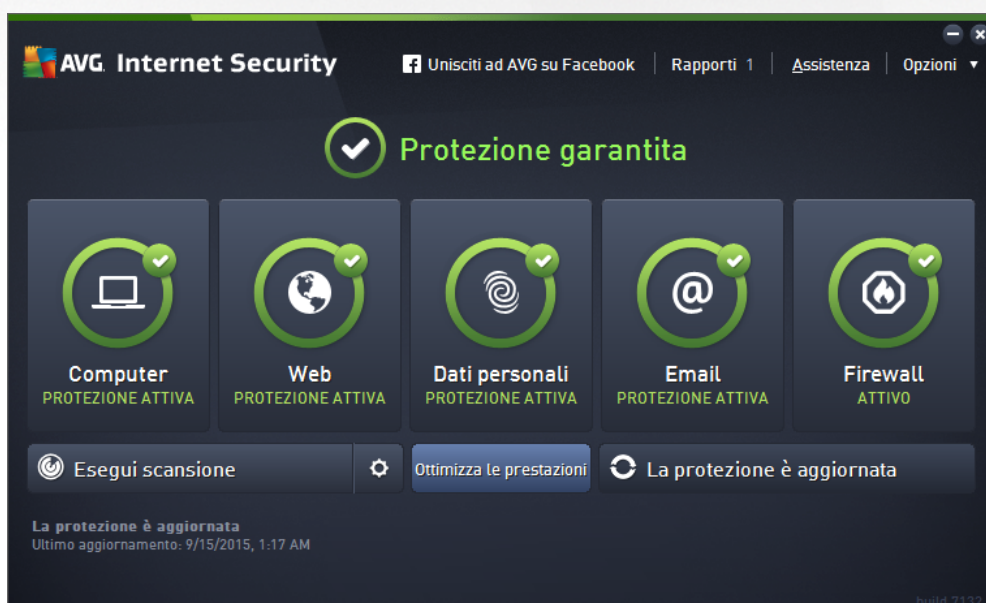 AVG Internet Security
Unisciti ad AVG su Facebook
Rapporti 1
Assistenza
Opzioni
Protezione garantita
Computer
PROTEZIONE ATTIVA
Web
PROTEZIONE ATTIVA
Dati personali
PROTEZIONE ATTIVA
@
Email
PROTEZIONE ATTIVA
Firewall
ATTIVO
Esegui scansione
Ottimizza le prestazioni
La protezione è aggiornata
La protezione è aggiornata
Ultimo aggiornamento: 9/15/2015, 1:17 AM
build 7132